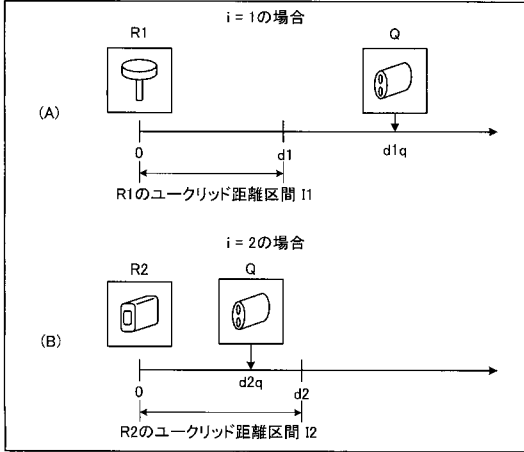 i = 1の場合
R1
Q
(A)
0
d1
d1q
R1のユークリッド距離区間 I1
i = 2の場合
R2
Q
(B)
0
d2q
d2
R2のユークリッド距離区間 I2